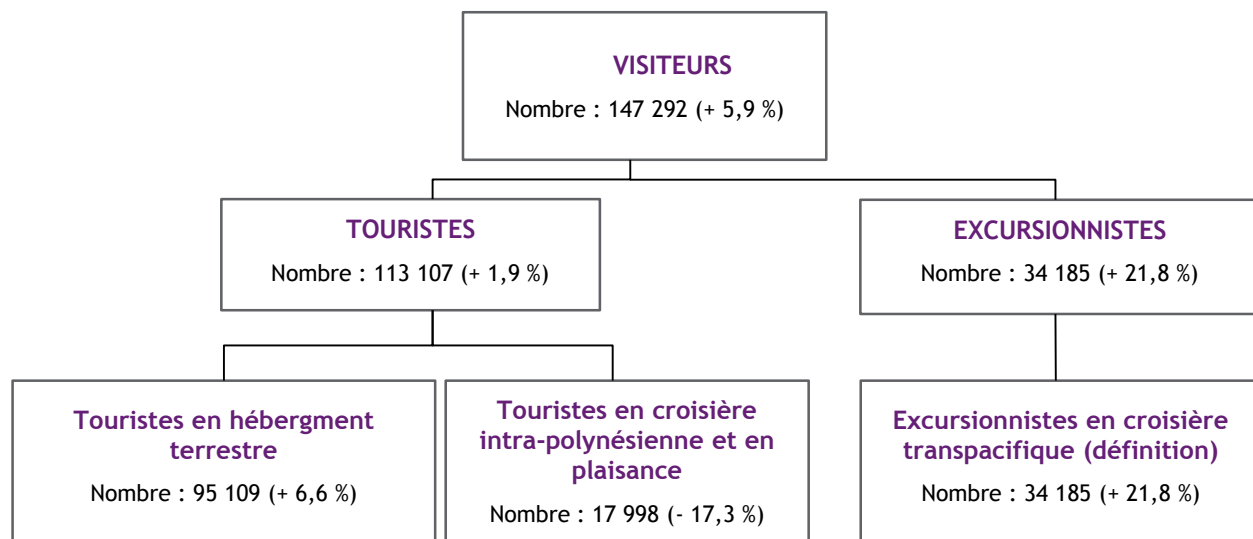 VISITEURS
Nombre : 147 292 (+ 5,9 %)
TOURISTES
Nombre : 113 107 (+ 1,9 %)
EXCURSIONNISTES
Nombre : 34 185 (+ 21,8 %)
Touristes en hébergment
terrestre
Nombre : 95 109 (+ 6,6 %)
Touristes en croisière
intra-polynésienne et en
plaisance
Nombre : 17 998 (- 17,3 %)
Excursionnistes en croisière
transpacifique (définition)
Nombre : 34 185 (+ 21,8 %)